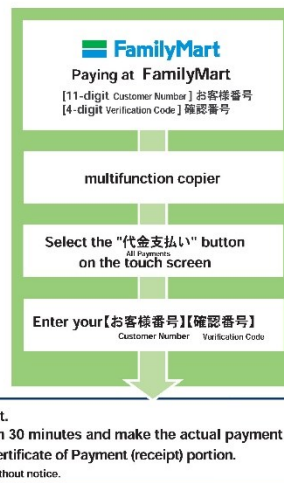 FamilyMart
Paying at FamilyMart
[11-digit Customer Number] お客様番号
[4-digit Verification Code] 確認番号
multifunction copier
Select the "代金支払い" button
All Payments
on the touch screen
Enter your【お客様番号】【確認番号】
Customer Number Verification Code
t.
n 30 minutes and make the actual payment
ertificate of Payment (receipt) portion.
thout notice.